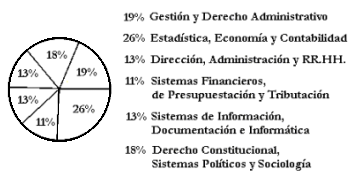 19% Gestión y Derecho Administrativo
26% Estadística, Economía y Contabilidad
13% Dirección, Administración y RR.HH.
11% Sistemas Financieros,
de Presupuestación y Tributación
13% Sistemas de Información,
Documentación e Informática
18% Derecho Constitucional,
Sistemas Políticos y Sociología
18%
19%
13%
13%
11%
26%